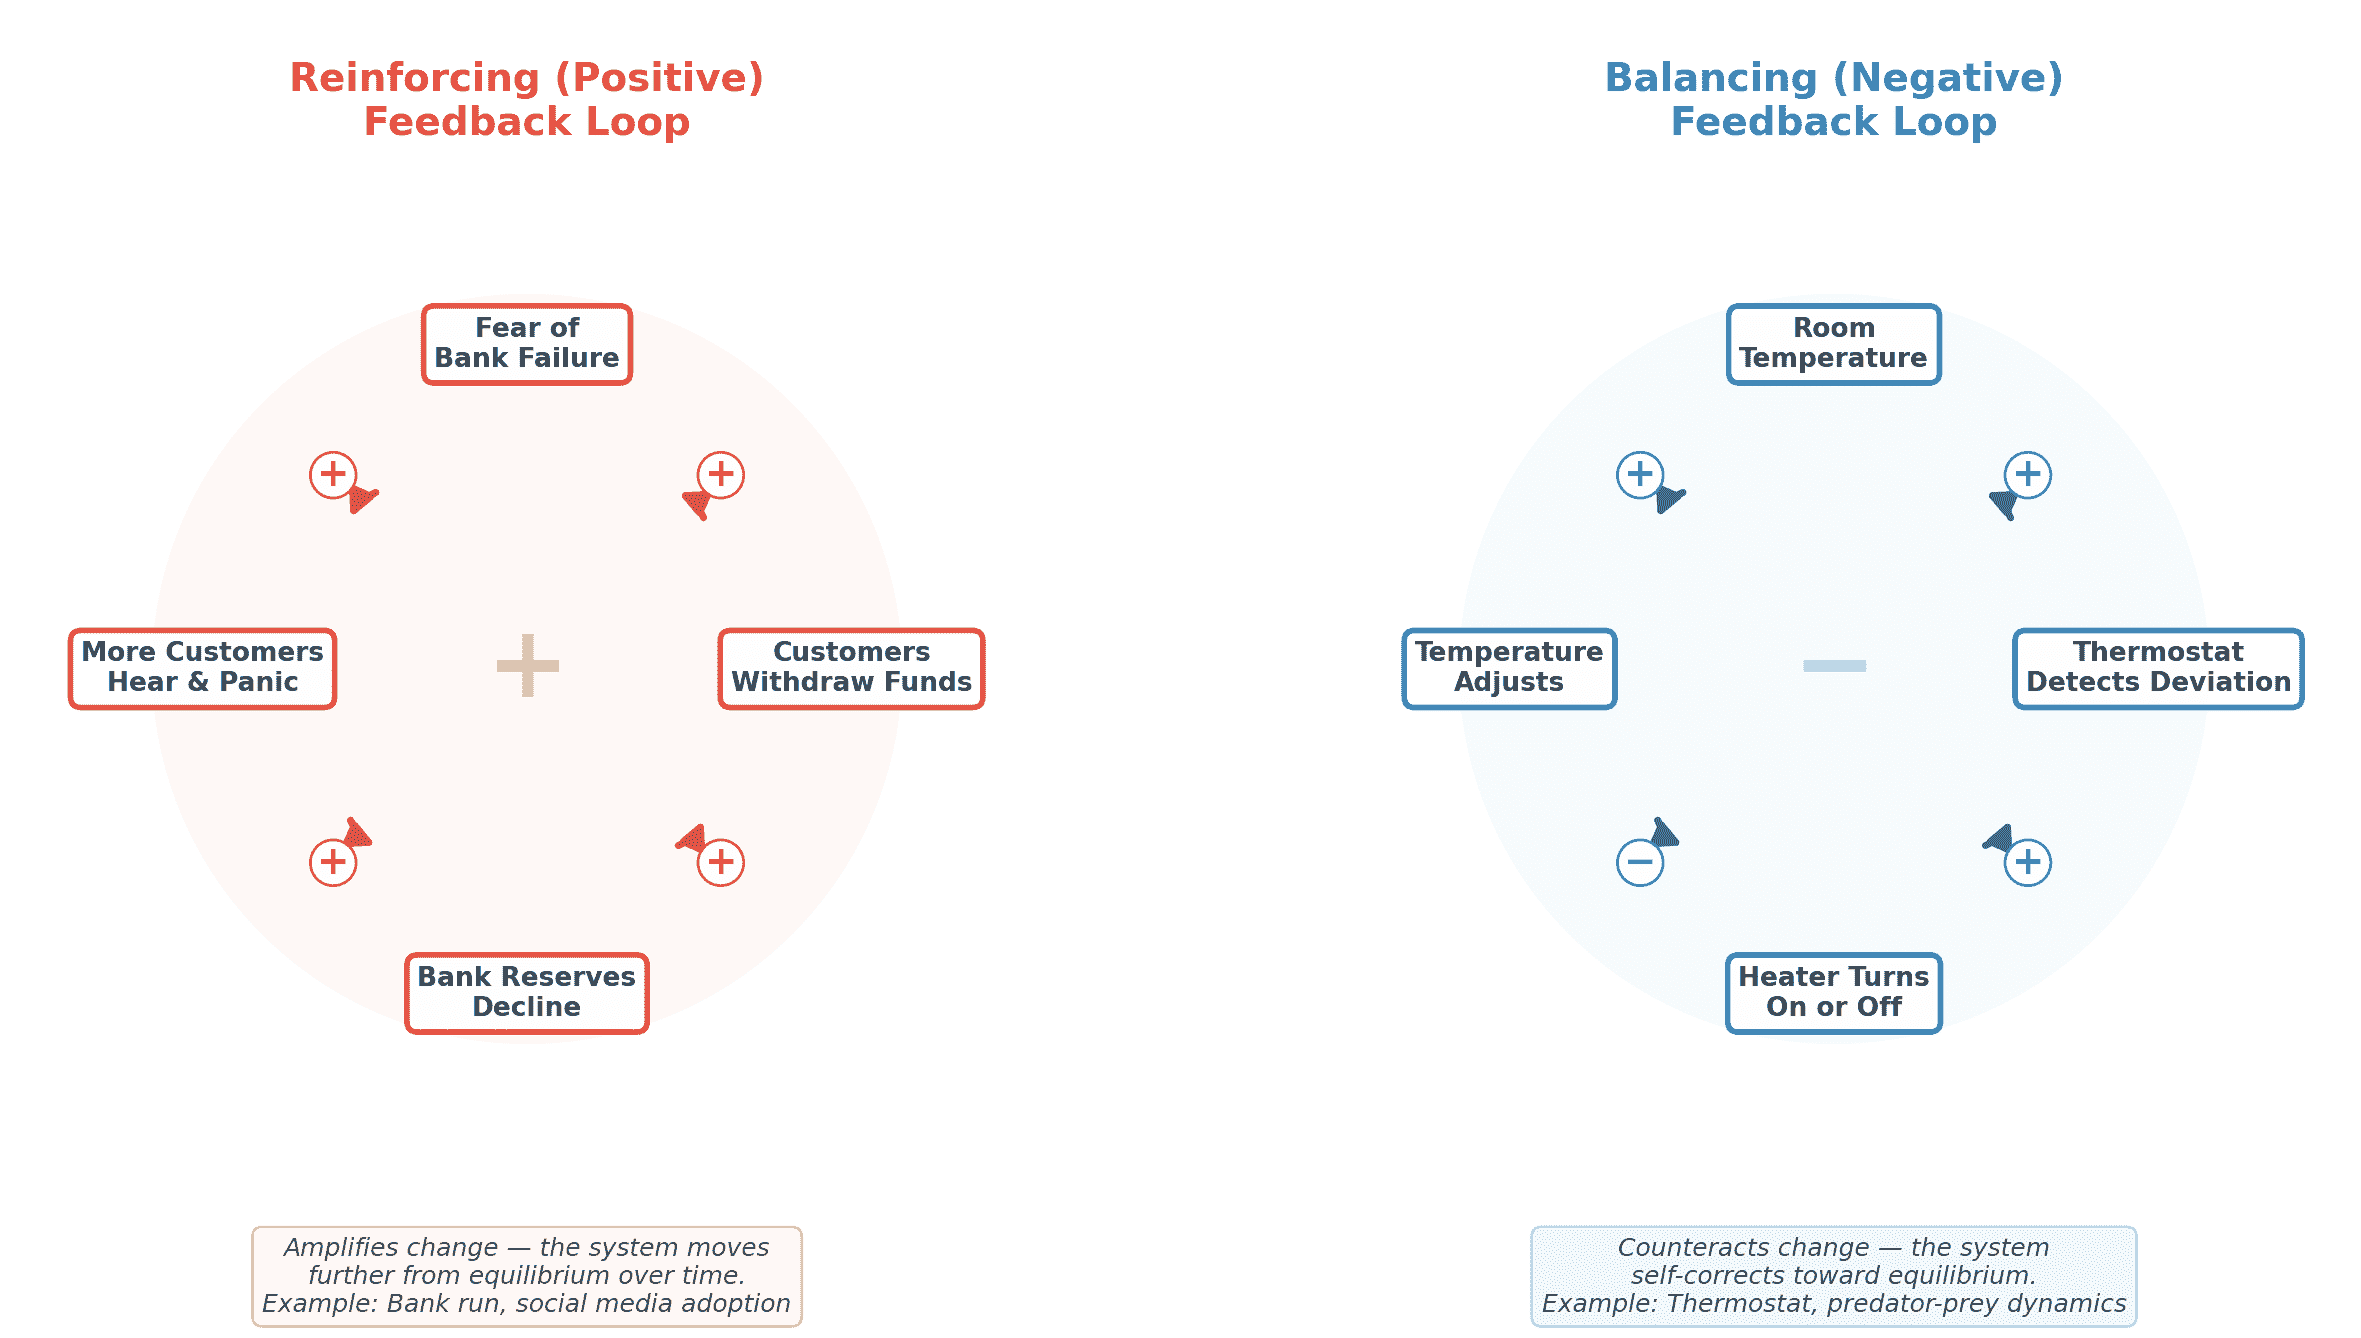 Reinforcing (Positive)
Feedback Loop
Fear of
Bank Failure
+
+
More Customers
Hear & Panic
+
Customers
Withdraw Funds
+
+
Bank Reserves
Decline
Amplifies change — the system moves
further from equilibrium over time.
Example: Bank run, social media adoption
Balancing (Negative)
Feedback Loop
Room
Temperature
+
+
Temperature
Adjusts
−
Thermostat
Detects Deviation
−
+
Heater Turns
On or Off
Counteracts change — the system
self-corrects toward equilibrium.
Example: Thermostat, predator-prey dynamics